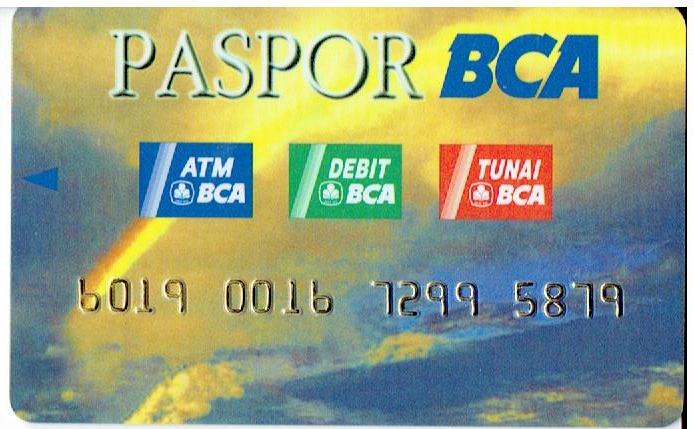 PASPOR BCA
ATM BCA
DEBIT BCA
TUNAI BCA
6019 0016 7299 5879